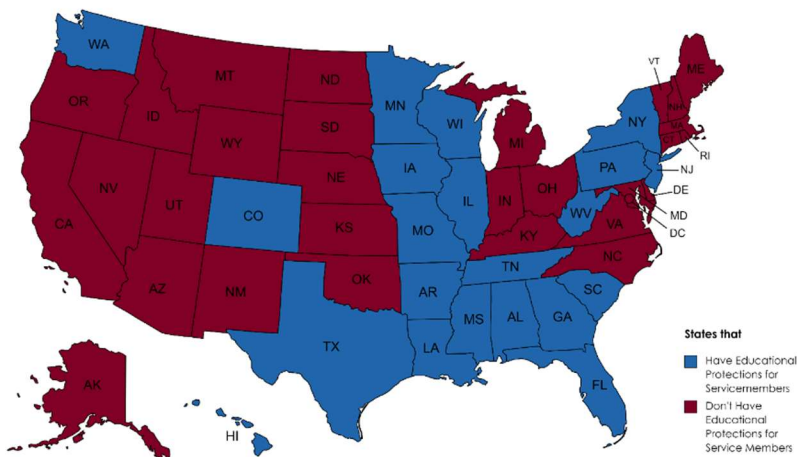 WA
MT
ND
OR
ID
WY
SD
MN
WI
MI
VT
ME
NH
MA
CT
RI
NY
NV
UT
CO
NE
IA
IL
IN
OH
PA
NJ
DE
MD
DC
CA
AZ
NM
KS
OK
MO
KY
WV
VA
NC
TN
AR
SC
MS
AL
GA
LA
TX
FL
AK
HI
States that
Have Educational
Protections for
Servicemembers
Don't Have
Educational
Protections for
Service Members